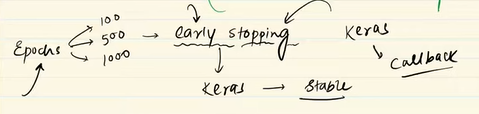 Epochs
100
500
1000
early stopping
Keras
Callback
Keras
Stable